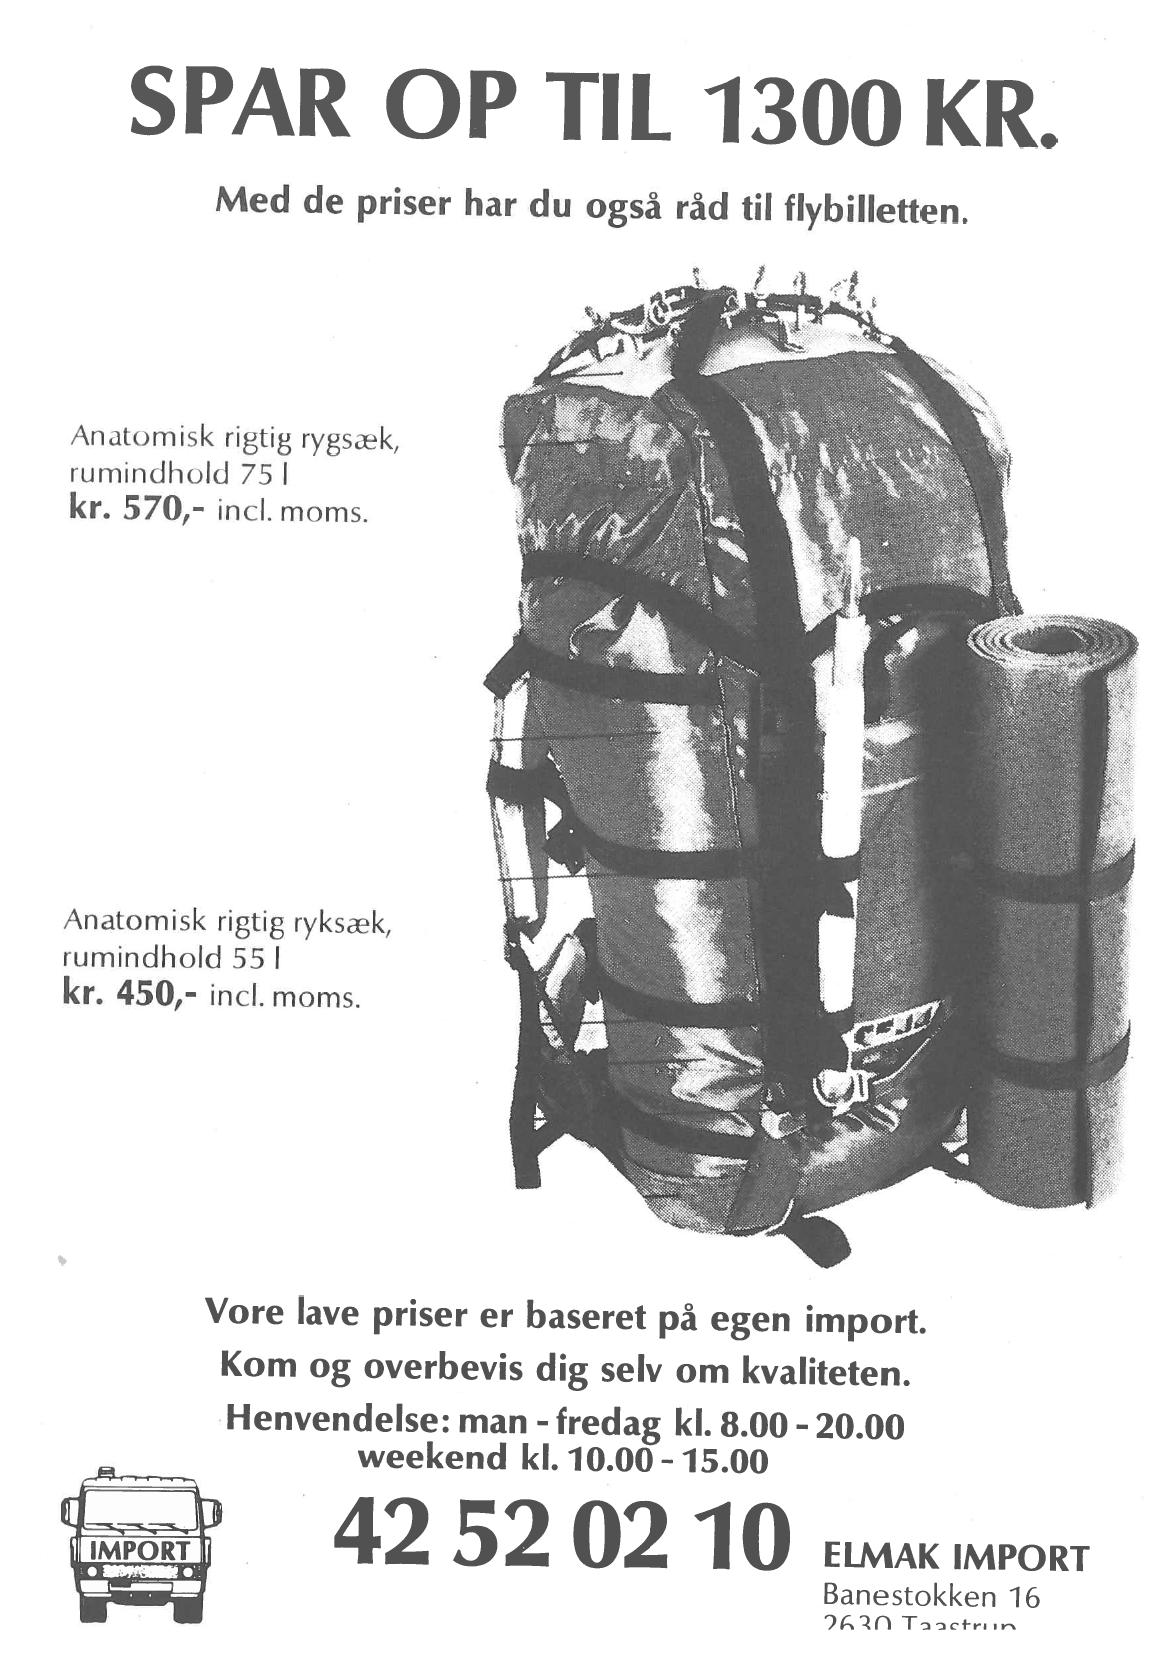 SPAR OP TIL 1300 KR.
Med de priser har du også råd til flybilletten.
Anatomisk rigtig rygsæk,
rumindhold 75 l
kr. 570,- incl. moms.
Anatomisk rigtig ryksæk,
rumindhold 55 l
kr. 450,- incl. moms.
Vore lave priser er baseret på egen import.
Kom og overbevis dig selv om kvaliteten.
Henvendelse: man - fredag kl. 8.00 - 20.00
weekend kl. 10.00 - 15.00
42 52 02 10
IMPORT
ELMAK IMPORT
Banestokken 16
2630 Taastrup